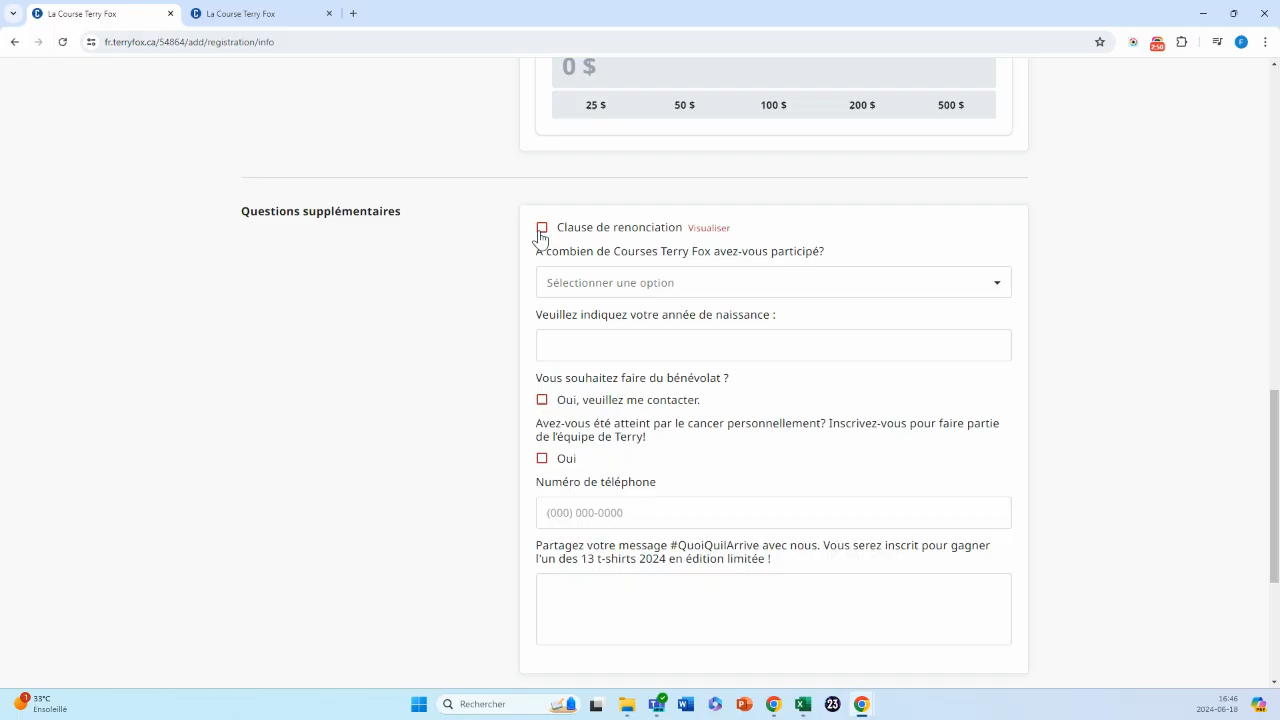 La Course Terry Fox
La Course Terry Fox
fr.terryfox.ca/54864/add/registration/info
2:50
F
0 $
25 $ 50 $ 100 $ 200 $ 500 $
Questions supplémentaires
Clause de renonciation Visualiser
À combien de Courses Terry Fox avez-vous participé?
Sélectionner une option
Veuillez indiquez votre année de naissance :
Vous souhaitez faire du bénévolat ?
Oui, veuillez me contacter.
Avez-vous été atteint par le cancer personnellement? Inscrivez-vous pour faire partie
de l'équipe de Terry!
Oui
Numéro de téléphone
(000) 000-0000
Partagez votre message #QuoiQuilArrive avec nous. Vous serez inscrit pour gagner
l'un des 13 t-shirts 2024 en édition limitée !
1
33°C
Ensoleillé
Rechercher
23
16:46
2024-06-18